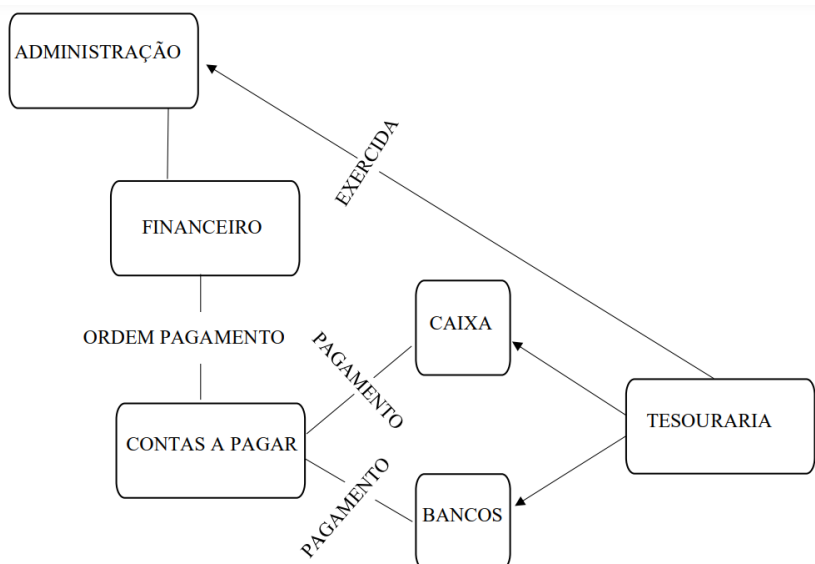 ADMINISTRAÇÃO
EXERCIDA
FINANCEIRO
ORDEM PAGAMENTO
PAGAMENTO
CAIXA
TESOURARIA
CONTAS A PAGAR
PAGAMENTO
BANCOS